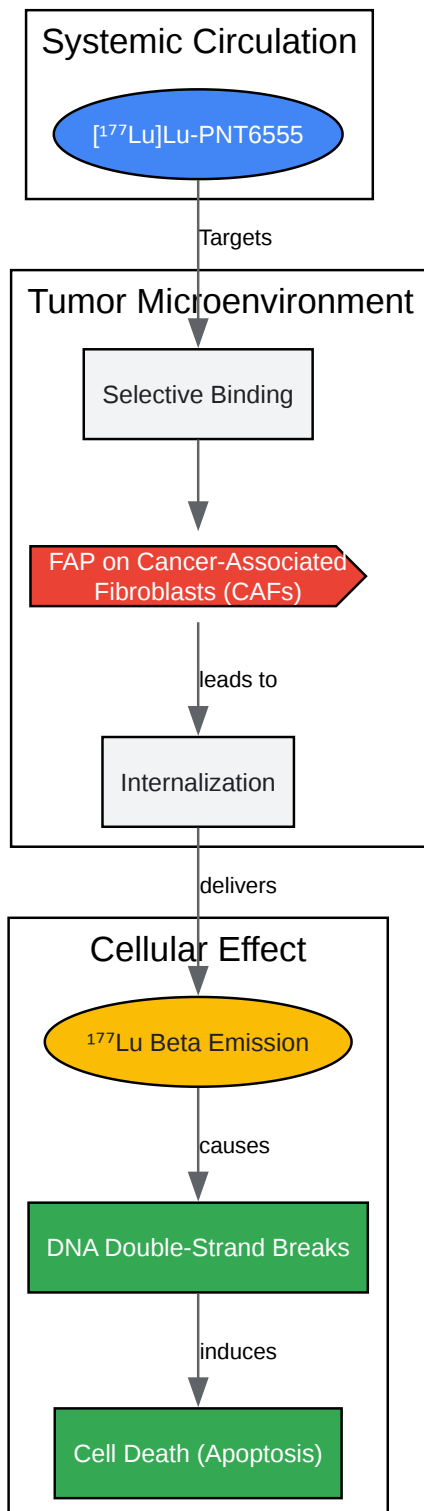 Systemic Circulation
[¹⁷⁷Lu]Lu-PNT6555
Targets
Tumor Microenvironment
Selective Binding
FAP on Cancer-Associated
Fibroblasts (CAFs)
leads to
Internalization
delivers
Cellular Effect
¹⁷⁷Lu Beta Emission
causes
DNA Double-Strand Breaks
induces
Cell Death (Apoptosis)